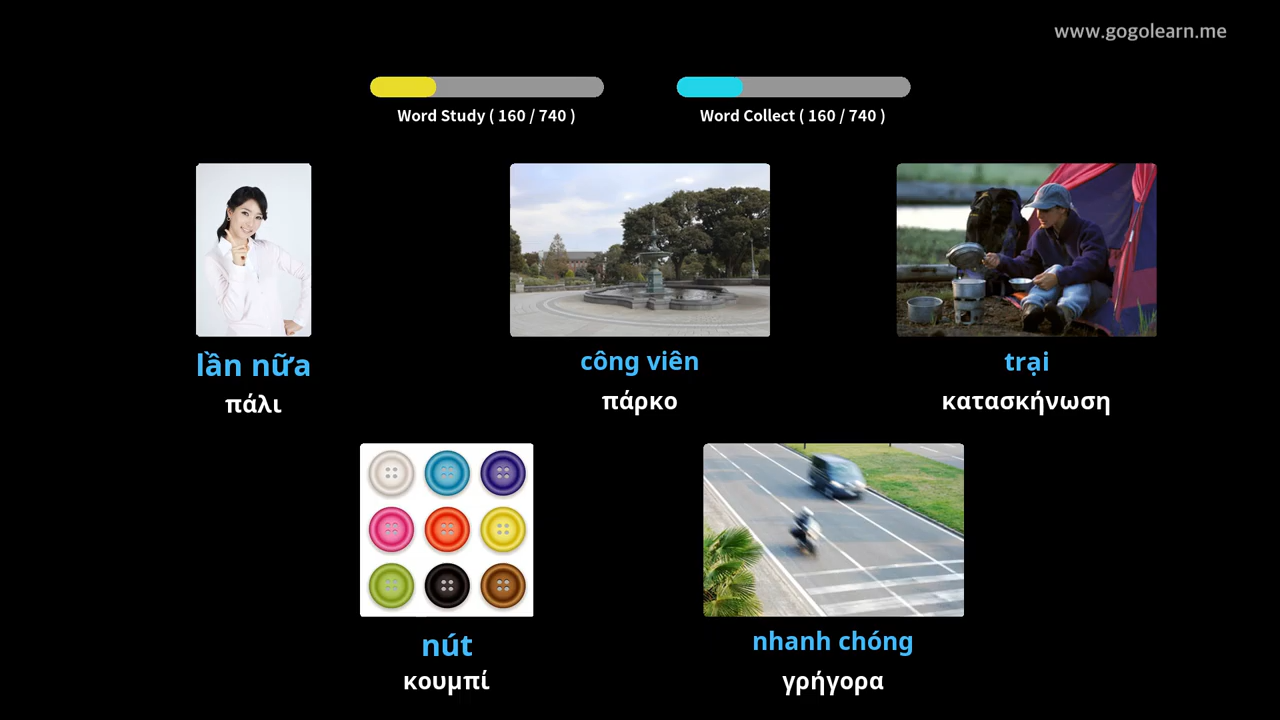 www.gogolearn.me
Word Study ( 160 / 740 )
Word Collect ( 160 / 740 )
lần nữa
πάλι
công viên
πάρκο
trại
κατασκήνωση
nút
κουμπί
nhanh chóng
γρήγορα